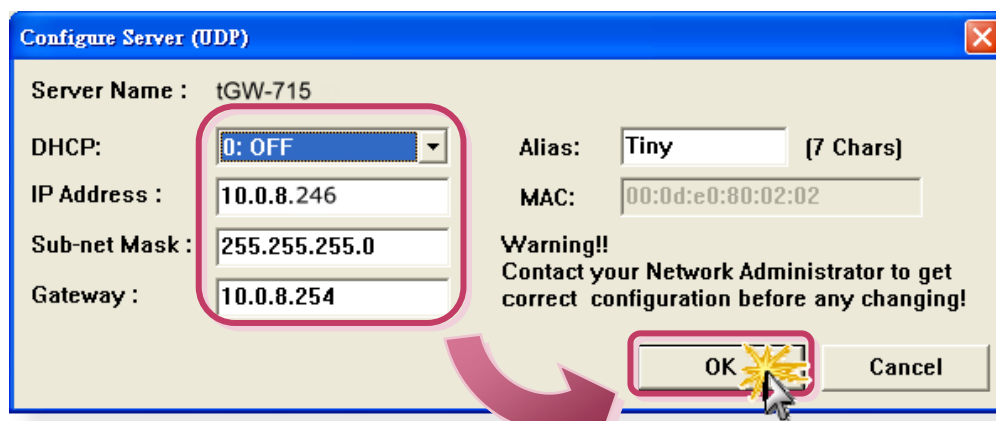 Configure Server (UDP)
Server Name : tGW-715
DHCP: 0: OFF
IP Address : 10.0.8.246
Sub-net Mask : 255.255.255.0
Gateway : 10.0.8.254
Alias: Tiny (7 Chars)
MAC: 00:0d:e0:80:02:02
Warning!!
Contact your Network Administrator to get
correct configuration before any changing!
OK Cancel